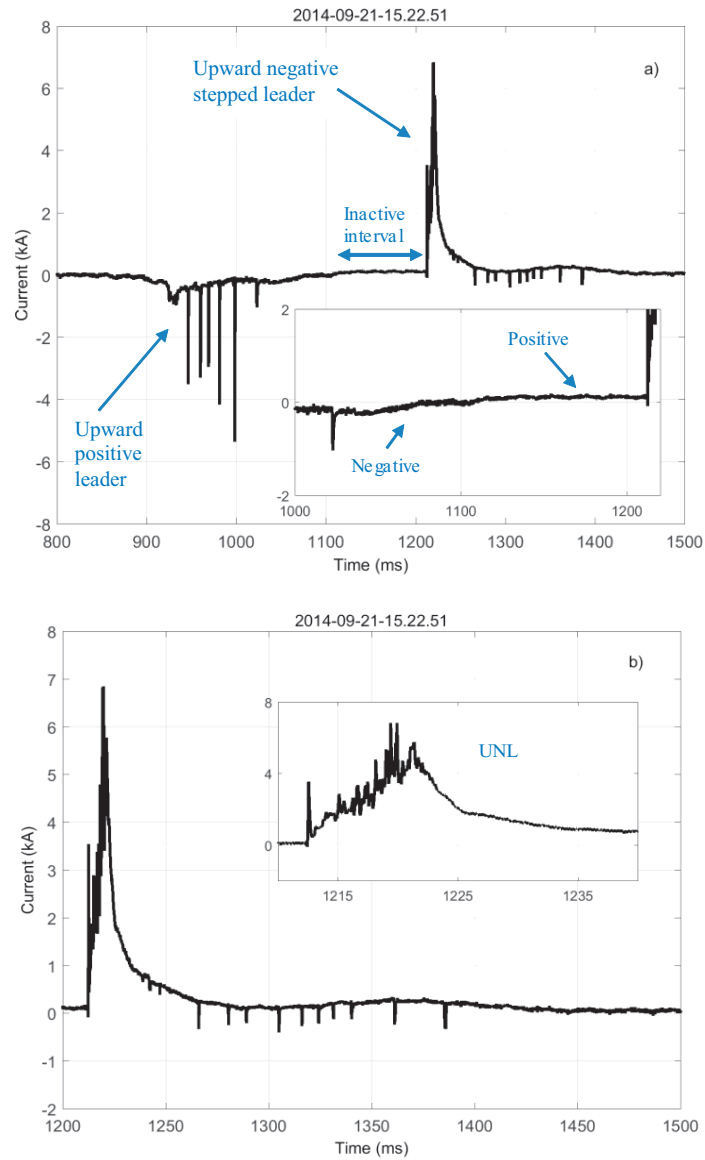 2014-09-21-15.22.51
a)
Upward negative
stepped leader
Inactive
interval
Upward
positive
leader
Current (kA)
8
6
4
2
0
-2
-4
-6
-8
800 900 1000 1100 1200 1300 1400 1500
Time (ms)
2
0
-2
Positive
Negative
1000 1100 1200
2014-09-21-15.22.51
b)
Current (kA)
8
7
6
5
4
3
2
1
0
-1
-2
1200 1250 1300 1350 1400 1450 1500
Time (ms)
8
4
0
UNL
1215 1225 1235